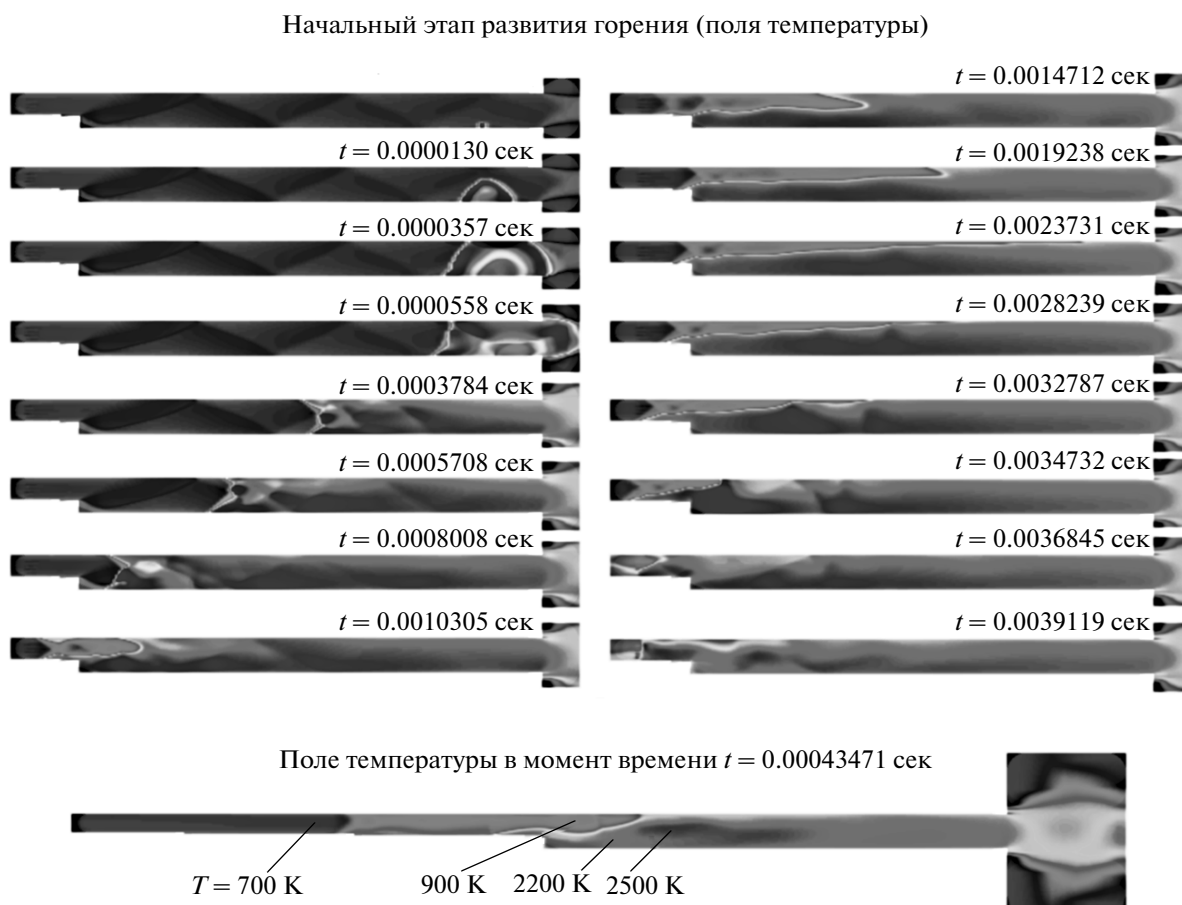 Начальный этап развития горения (поля температуры)
t = 0.0000130 сек
t = 0.0000357 сек
t = 0.0000558 сек
t = 0.0003784 сек
t = 0.0005708 сек
t = 0.0008008 сек
t = 0.0010305 сек
t = 0.0014712 сек
t = 0.0019238 сек
t = 0.0023731 сек
t = 0.0028239 сек
t = 0.0032787 сек
t = 0.0034732 сек
t = 0.0036845 сек
t = 0.0039119 сек
Поле температуры в момент времени t = 0.00043471 сек
T = 700 K
900 K
2200 K
2500 K